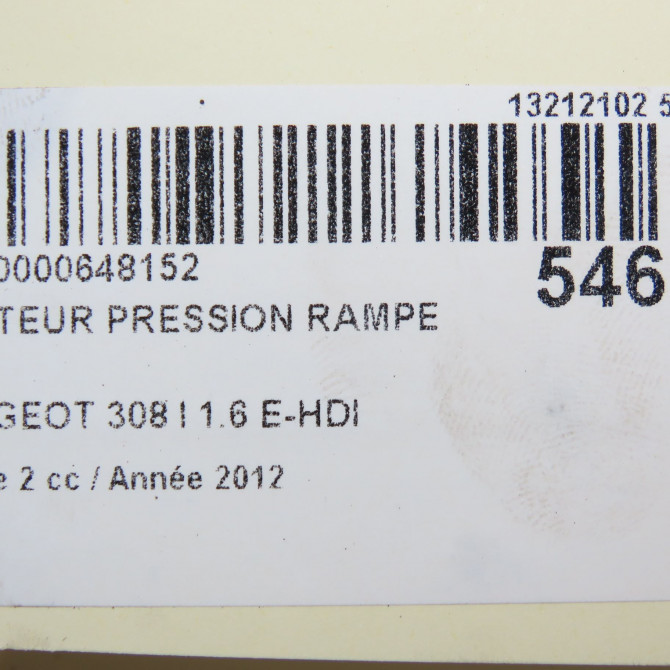 13212102 5
0000648152
546
TEUR PRESSION RAMPE
GEOT 308 I 1.6 E-HDI
e 2 cc / Année 2012